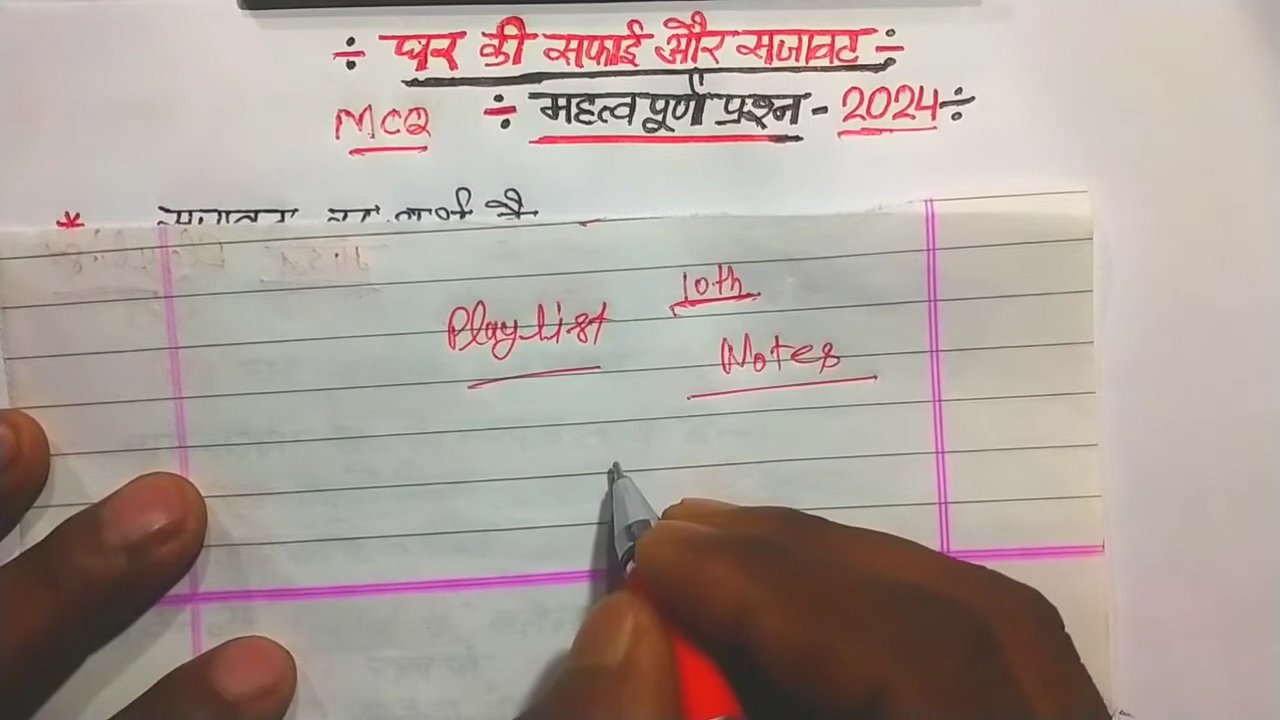 ÷ घर की सफाई और सजावट ÷
MCQ ÷ महत्वपूर्ण प्रश्न - 2024 ÷
*
10th
Playlist
Notes